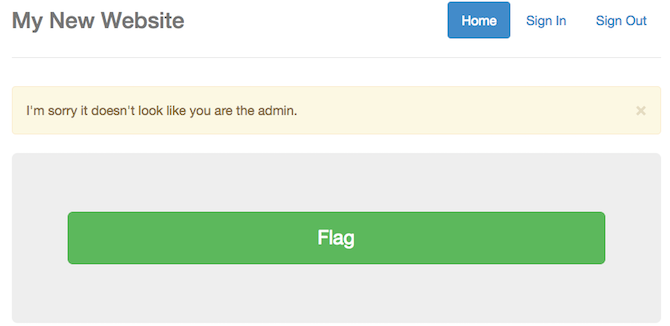 My New Website
Home Sign In Sign Out
I'm sorry it doesn't look like you are the admin. ×
Flag